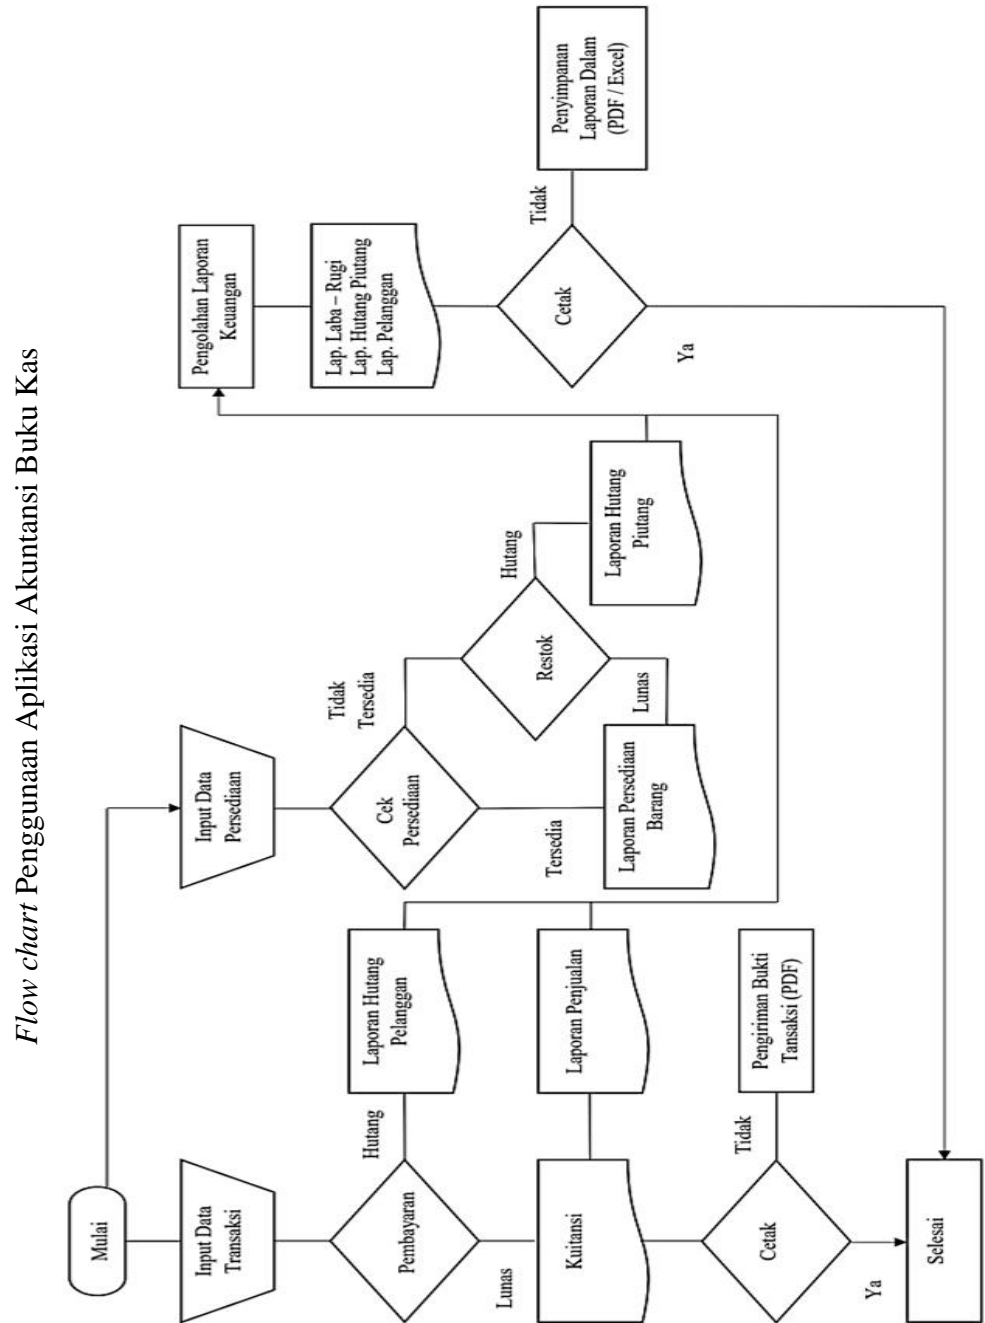 Flow chart Penggunaan Aplikasi Akuntansi Buku Kas
Mulai
Input Data
Transaksi
Pembayaran
Hutang
Lunas
Laporan Hutang
Pelanggan
Kuitansi
Laporan Penjualan
Cetak
Tidak
Ya
Pengiriman Bukti
Tansaksi (PDF)
Selesai
Input Data
Persediaan
Cek
Persediaan
Tidak
Tersedia
Tersedia
Restok
Hutang
Lunas
Laporan Persediaan
Barang
Laporan Hutang
Piutang
Pengolahan Laporan
Keuangan
Lap. Laba – Rugi
Lap. Hutang Piutang
Lap. Pelanggan
Cetak
Tidak
Ya
Penyimpanan
Laporan Dalam
(PDF / Excel)